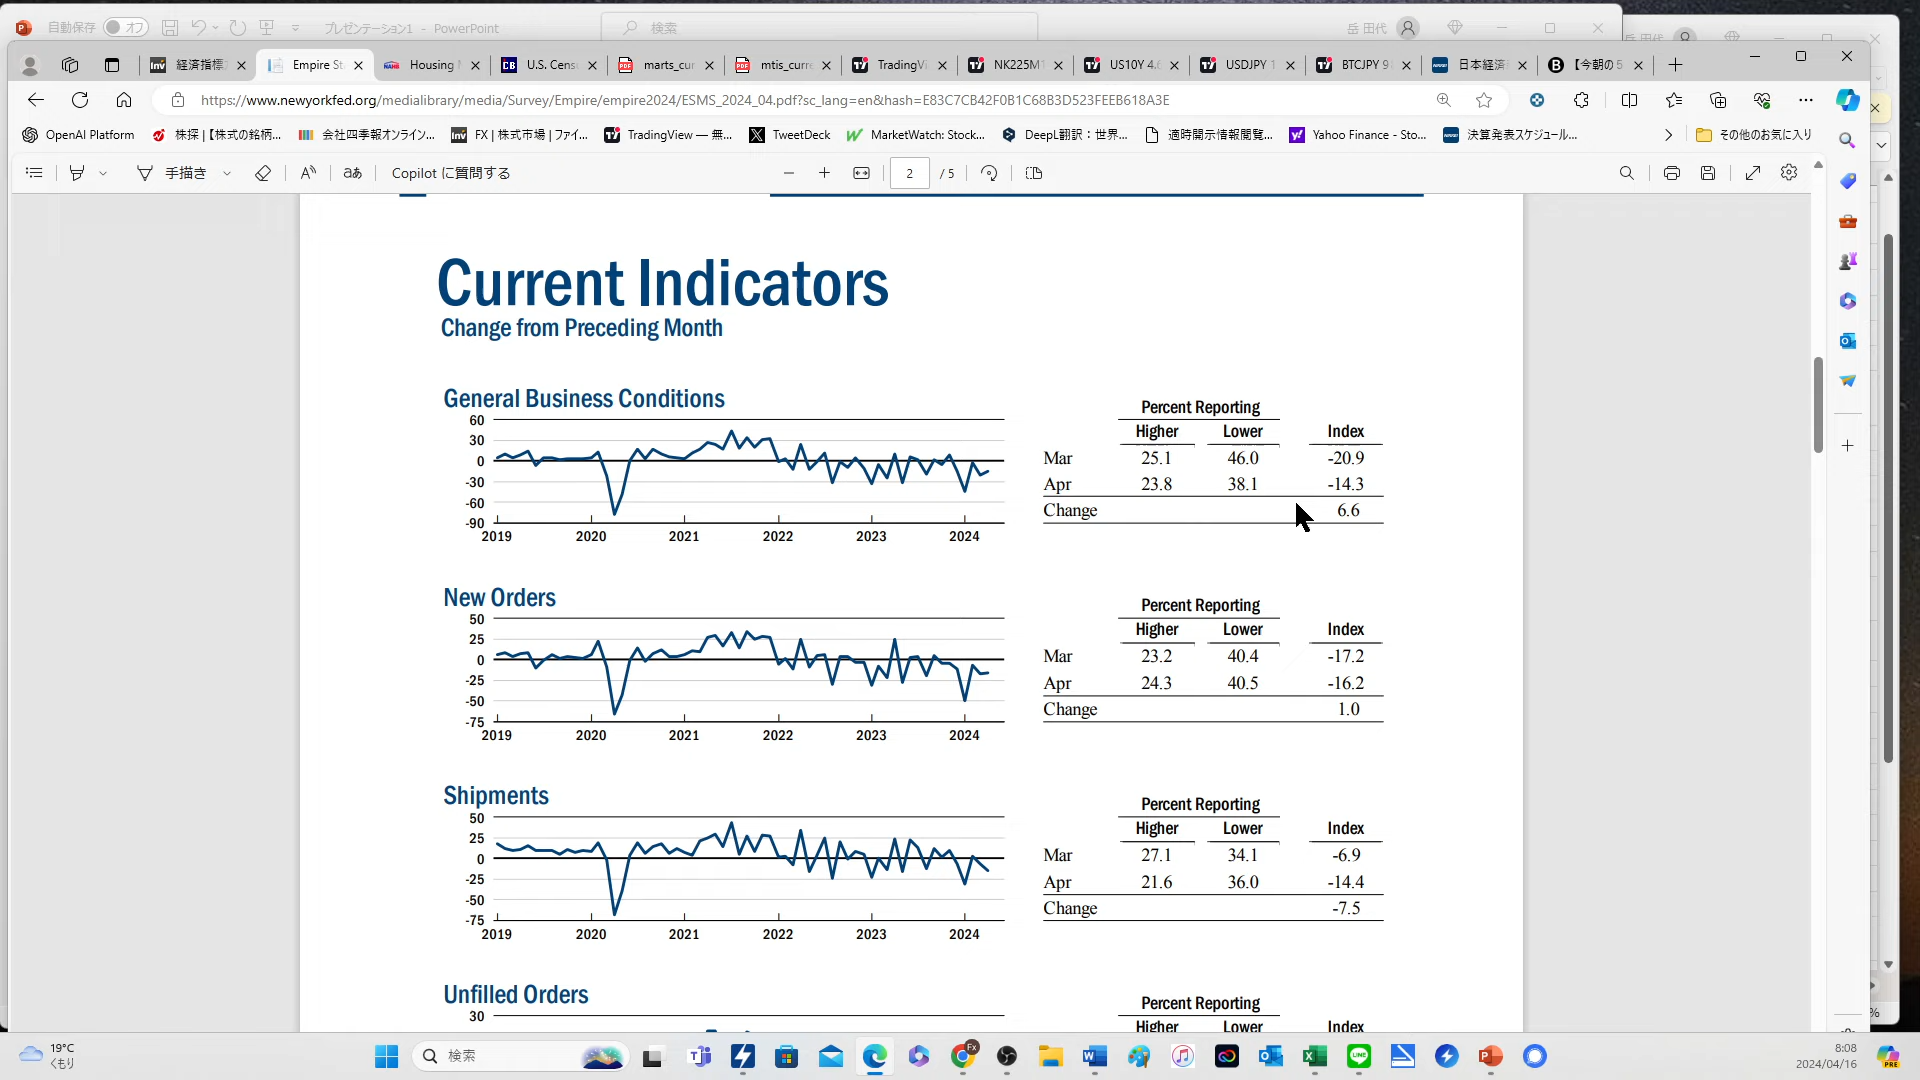 自動保存 オフ プレゼンテーション1 - PowerPoint 検索 岳 田代
経済指標 Empire St Housing U.S. Cens marts_cur mtis_curre TradingVi NK225M1 US10Y 4.6 USDJPY 1 BTCJPY 9 日本経済 【今朝の5
https://www.newyorkfed.org/medialibrary/media/Survey/Empire/empire2024/ESMS_2024_04.pdf?sc_lang=en&hash=E83C7CB42F0B1C68B3D523FEEB618A3E
OpenAI Platform 株探 | 【株式の銘柄... 会社四季報オンライン... FX | 株式市場 | ファイ... TradingView — 無... TweetDeck MarketWatch: Stock... DeepL翻訳：世界... 適時開示情報閲覧... Yahoo Finance - Sto... 決算発表スケジュール... その他のお気に入り
手描き aあ Copilot に質問する 2 / 5
Current Indicators
Change from Preceding Month
General Business Conditions
60
30
0
-30
-60
-90
2019 2020 2021 2022 2023 2024
Percent Reporting
Higher Lower Index
Mar 25.1 46.0 -20.9
Apr 23.8 38.1 -14.3
Change 6.6
New Orders
50
25
0
-25
-50
-75
2019 2020 2021 2022 2023 2024
Percent Reporting
Higher Lower Index
Mar 23.2 40.4 -17.2
Apr 24.3 40.5 -16.2
Change 1.0
Shipments
50
25
0
-25
-50
-75
2019 2020 2021 2022 2023 2024
Percent Reporting
Higher Lower Index
Mar 27.1 34.1 -6.9
Apr 21.6 36.0 -14.4
Change -7.5
Unfilled Orders
30
Percent Reporting
Higher Lower Index
19°C
くもり
検索
8:08
2024/04/16